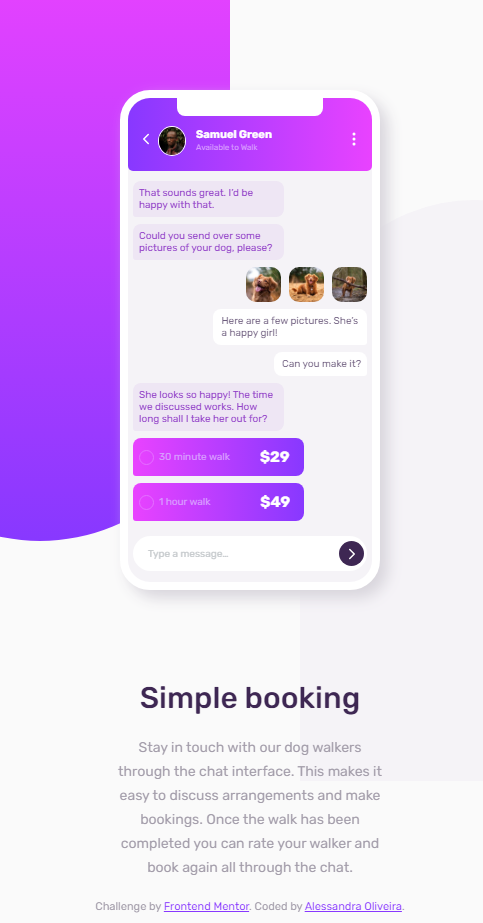 Samuel Green
Available to Walk
That sounds great. I'd be
happy with that.
Could you send over some
pictures of your dog, please?
Here are a few pictures. She's
a happy girl!
Can you make it?
She looks so happy! The time
we discussed works. How
long shall I take her out for?
30 minute walk $29
1 hour walk $49
Type a message...
Simple booking
Stay in touch with our dog walkers
through the chat interface. This makes it
easy to discuss arrangements and make
bookings. Once the walk has been
completed you can rate your walker and
book again all through the chat.
Challenge by Frontend Mentor. Coded by Alessandra Oliveira.